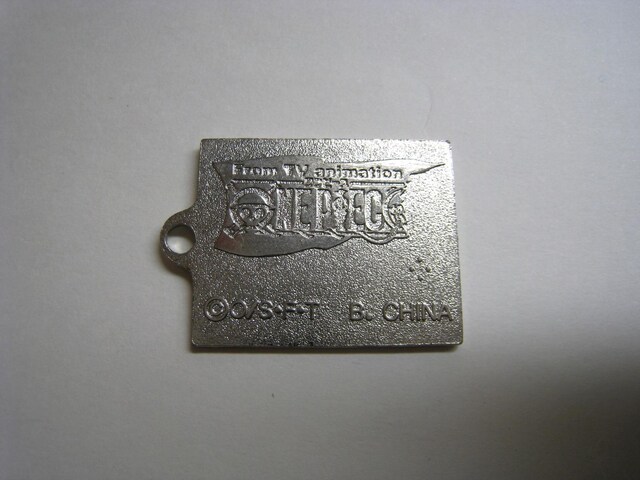 From TV animation
ONE PIECE
©O/S·F·T B. CHINA